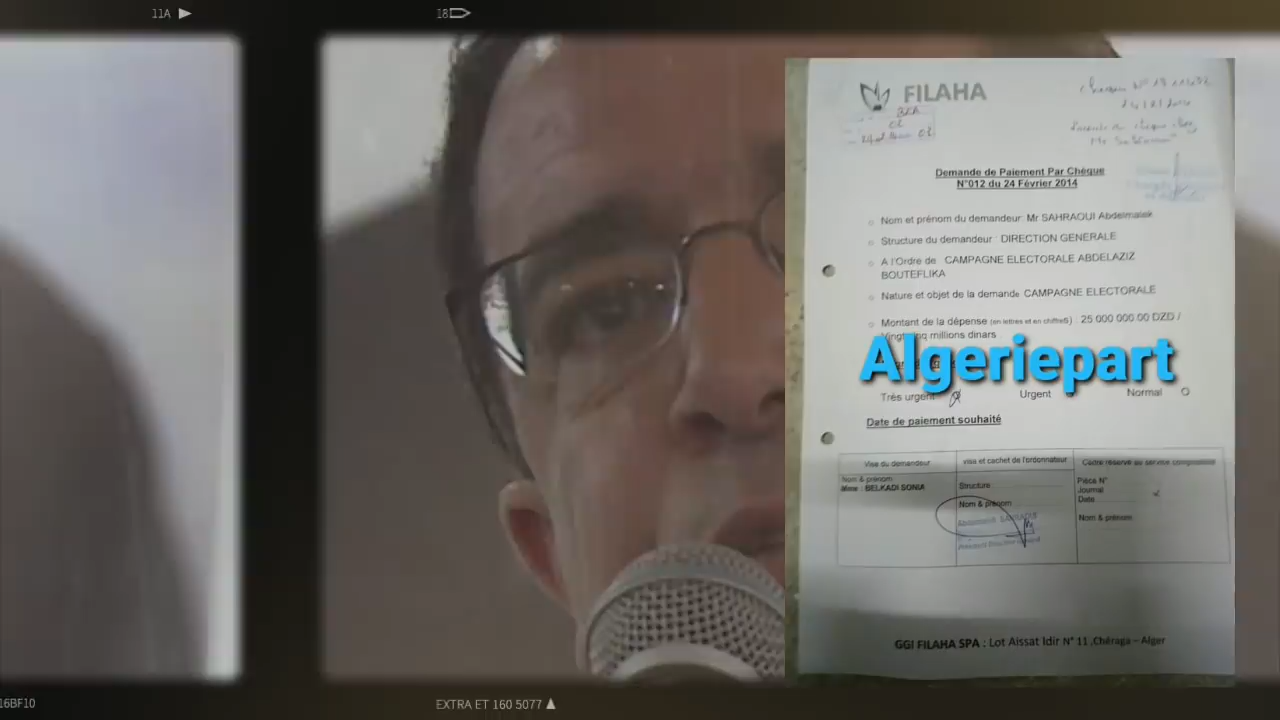 11A
18
FILAHA
Demande de Paiement Par Chèque
N°012 du 24 Février 2014
Nom et prénom du demandeur: Mr SAHRAOUI Abdelmalek
Structure du demandeur : DIRECTION GENERALE
A l'Ordre de CAMPAGNE ELECTORALE ABDELAZIZ
BOUTEFLIKA
Nature et objet de la demande CAMPAGNE ELECTORALE
Montant de la dépense (en lettres et en chiffres) : 25 000 000.00 DZD /
Vingt cinq millions dinars
Algeriepart
Très urgent Urgent Normal
Date de paiement souhaité
Visa du demandeur visa et cachet de l'ordonnateur Cadre réservé au service comptabilité
Nom & prénom
Mme : BELKADI SONIA
Structure
Nom & prénom
Pièce N°
Journal
Date
Nom & prénom
GGI FILAHA SPA : Lot Aissat Idir N° 11 ,Chéraga – Alger
16BF10
EXTRA ET 160 5077